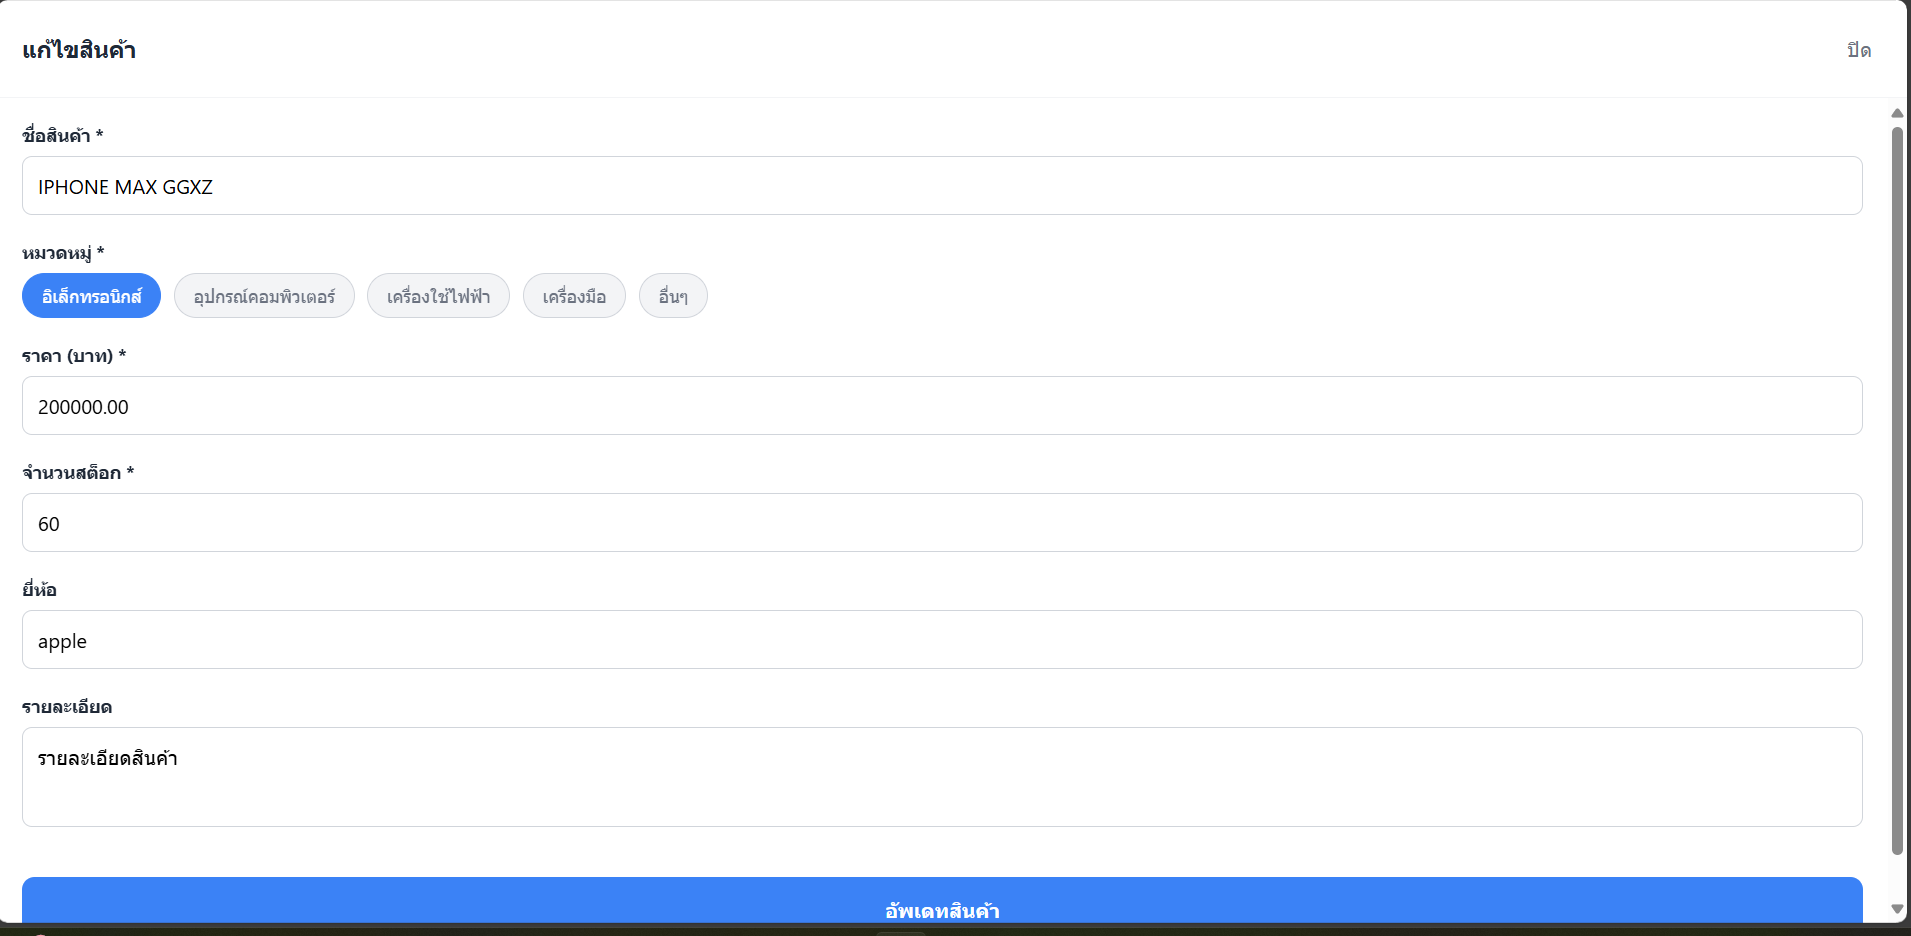 แก้ไขสินค้า
ปิด
ชื่อสินค้า *
IPHONE MAX GGXZ
หมวดหมู่ *
อิเล็กทรอนิกส์ อุปกรณ์คอมพิวเตอร์ เครื่องใช้ไฟฟ้า เครื่องมือ อื่นๆ
ราคา (บาท) *
200000.00
จำนวนสต็อก *
60
ยี่ห้อ
apple
รายละเอียด
รายละเอียดสินค้า
อัพเดทสินค้า